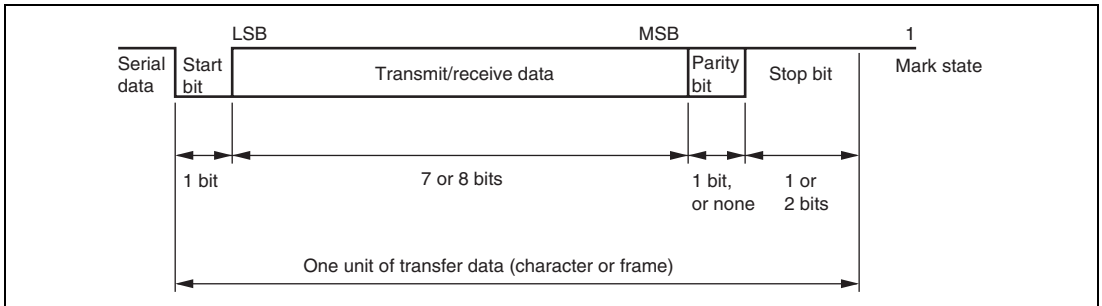 LSB MSB 1
Serial data
Start bit
Transmit/receive data
Parity bit
Stop bit
Mark state
1 bit
7 or 8 bits
1 bit,
or none
1 or
2 bits
One unit of transfer data (character or frame)